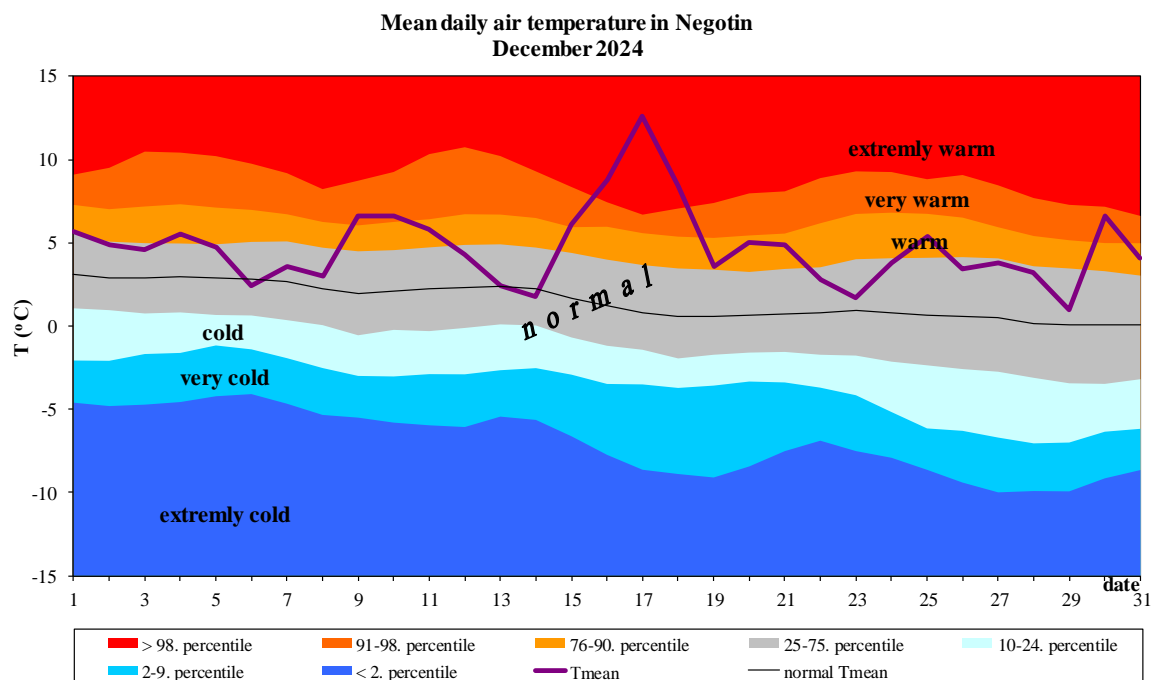 Mean daily air temperature in Negotin
December 2024
15
10
5
0
-5
-10
-15
T (°C)
extremly warm
very warm
warm
normal
cold
very cold
extremly cold
date
1 3 5 7 9 11 13 15 17 19 21 23 25 27 29 31
> 98. percentile 91-98. percentile 76-90. percentile 25-75. percentile 10-24. percentile
2-9. percentile < 2. percentile Tmean normal Tmean